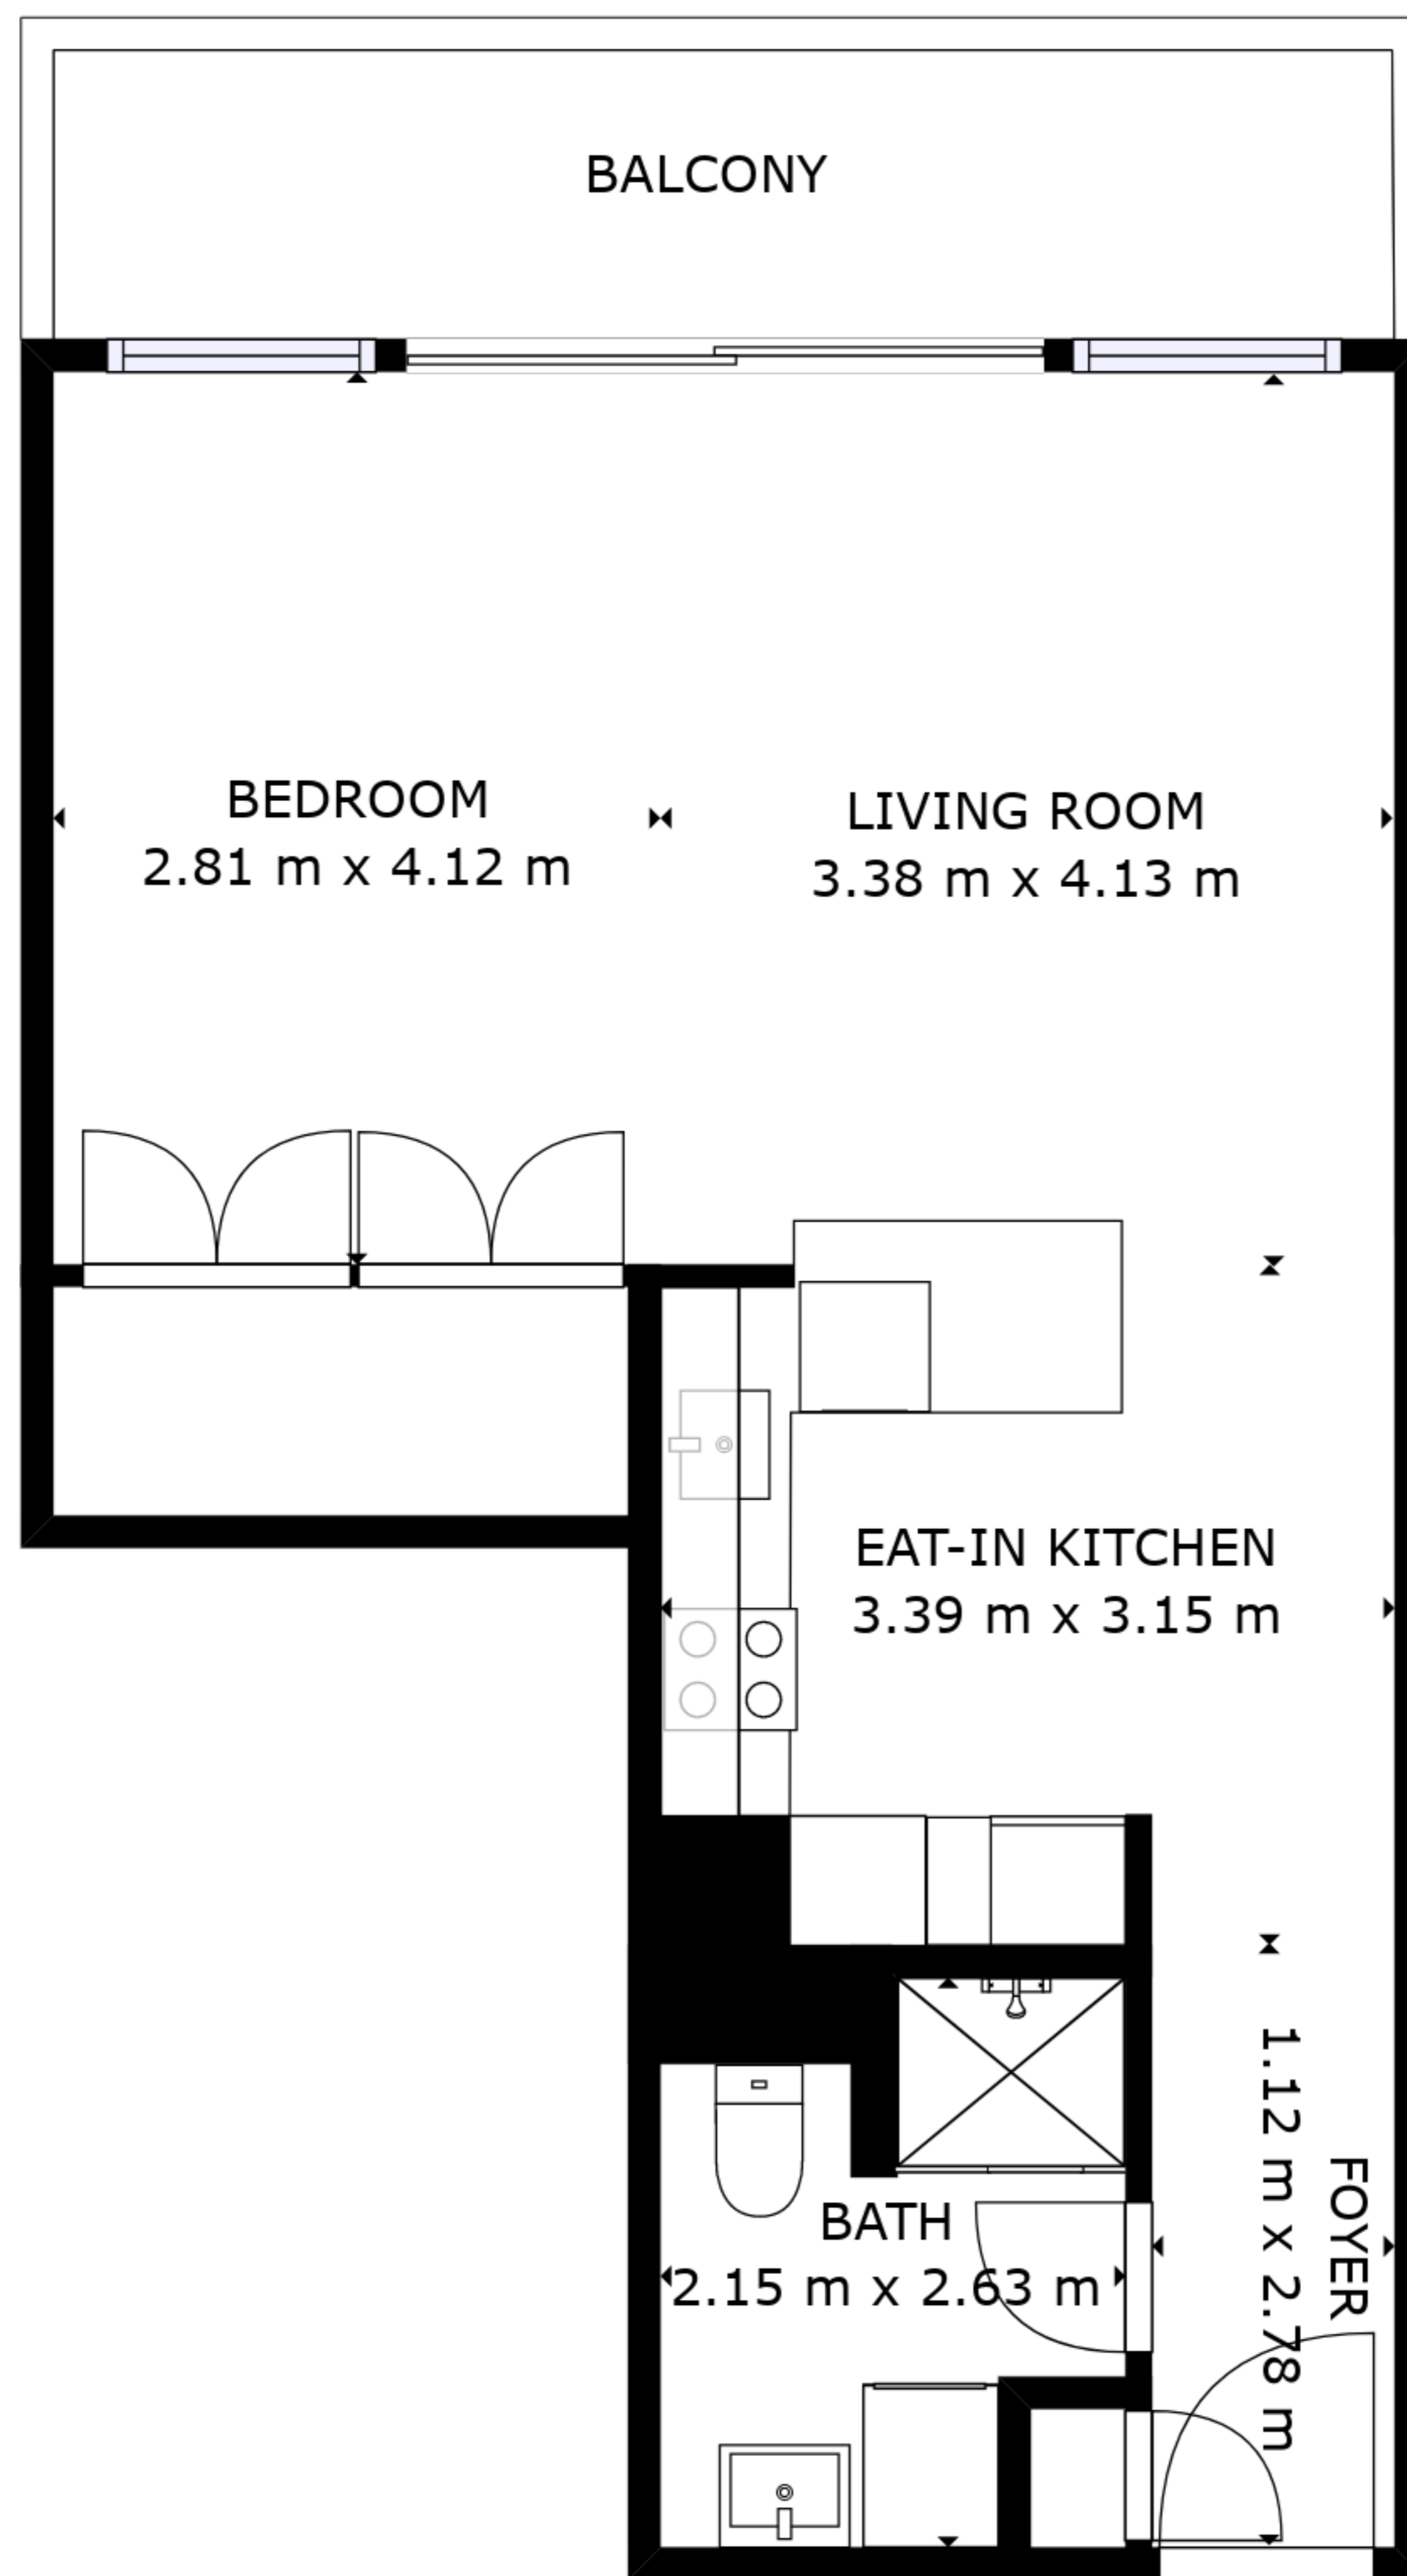 BALCONY
BEDROOM
2.81 m x 4.12 m
LIVING ROOM
3.38 m x 4.13 m
EAT-IN KITCHEN
3.39 m x 3.15 m
BATH
2.15 m x 2.63 m
FOYER
1.12 m x 2.78 m